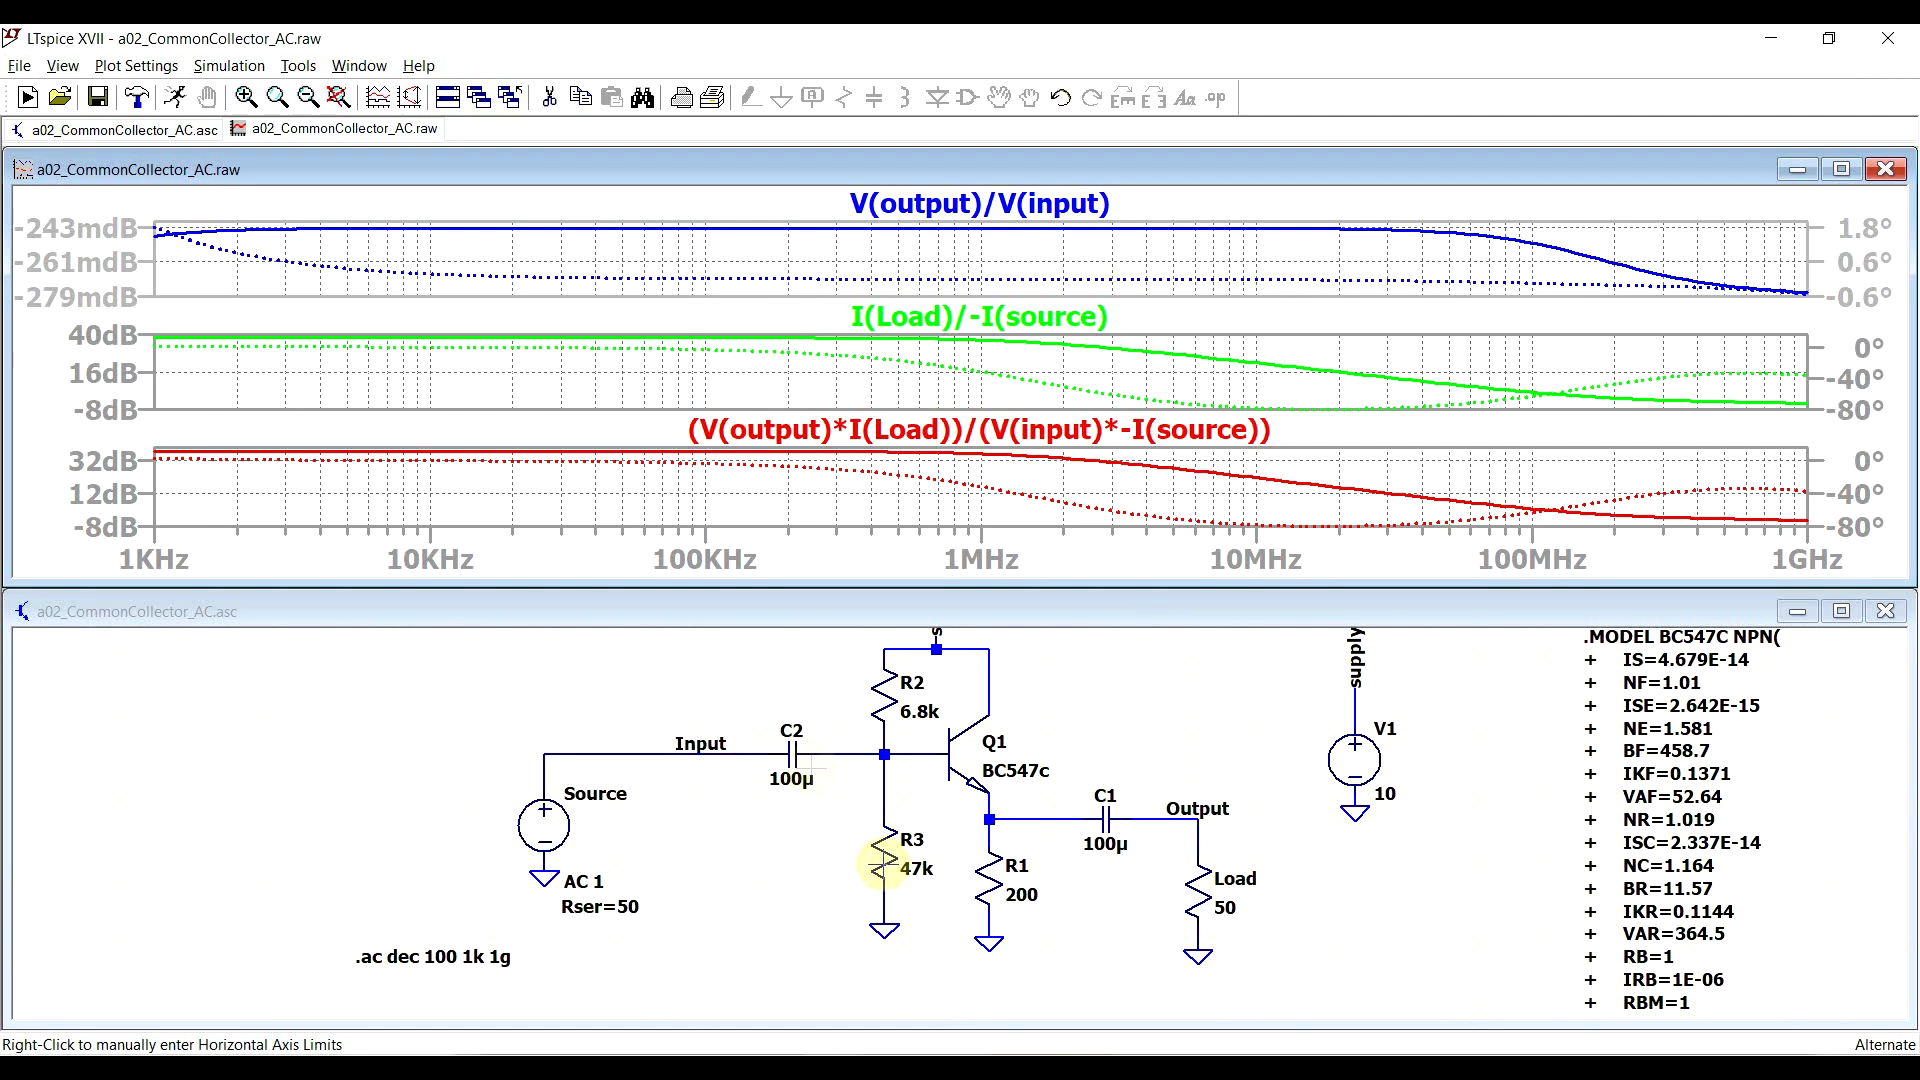 LTspice XVII - a02_CommonCollector_AC.raw
File View Plot Settings Simulation Tools Window Help
a02_CommonCollector_AC.asc a02_CommonCollector_AC.raw
a02_CommonCollector_AC.raw
V(output)/V(input)
-243mdB 1.8°
-261mdB 0.6°
-279mdB -0.6°
I(Load)/-I(source)
40dB 0°
16dB -40°
-8dB -80°
(V(output)*I(Load))/(V(input)*-I(source))
32dB 0°
12dB -40°
-8dB -80°
1KHz 10KHz 100KHz 1MHz 10MHz 100MHz 1GHz
a02_CommonCollector_AC.asc
s
supply
R2
6.8k
Input
C2
100µ
Q1
BC547c
Source
AC 1
Rser=50
R3
47k
C1
100µ
Output
R1
200
Load
50
V1
10
.ac dec 100 1k 1g
.MODEL BC547C NPN(
+ IS=4.679E-14
+ NF=1.01
+ ISE=2.642E-15
+ NE=1.581
+ BF=458.7
+ IKF=0.1371
+ VAF=52.64
+ NR=1.019
+ ISC=2.337E-14
+ NC=1.164
+ BR=11.57
+ IKR=0.1144
+ VAR=364.5
+ RB=1
+ IRB=1E-06
+ RBM=1
Right-Click to manually enter Horizontal Axis Limits Alternate